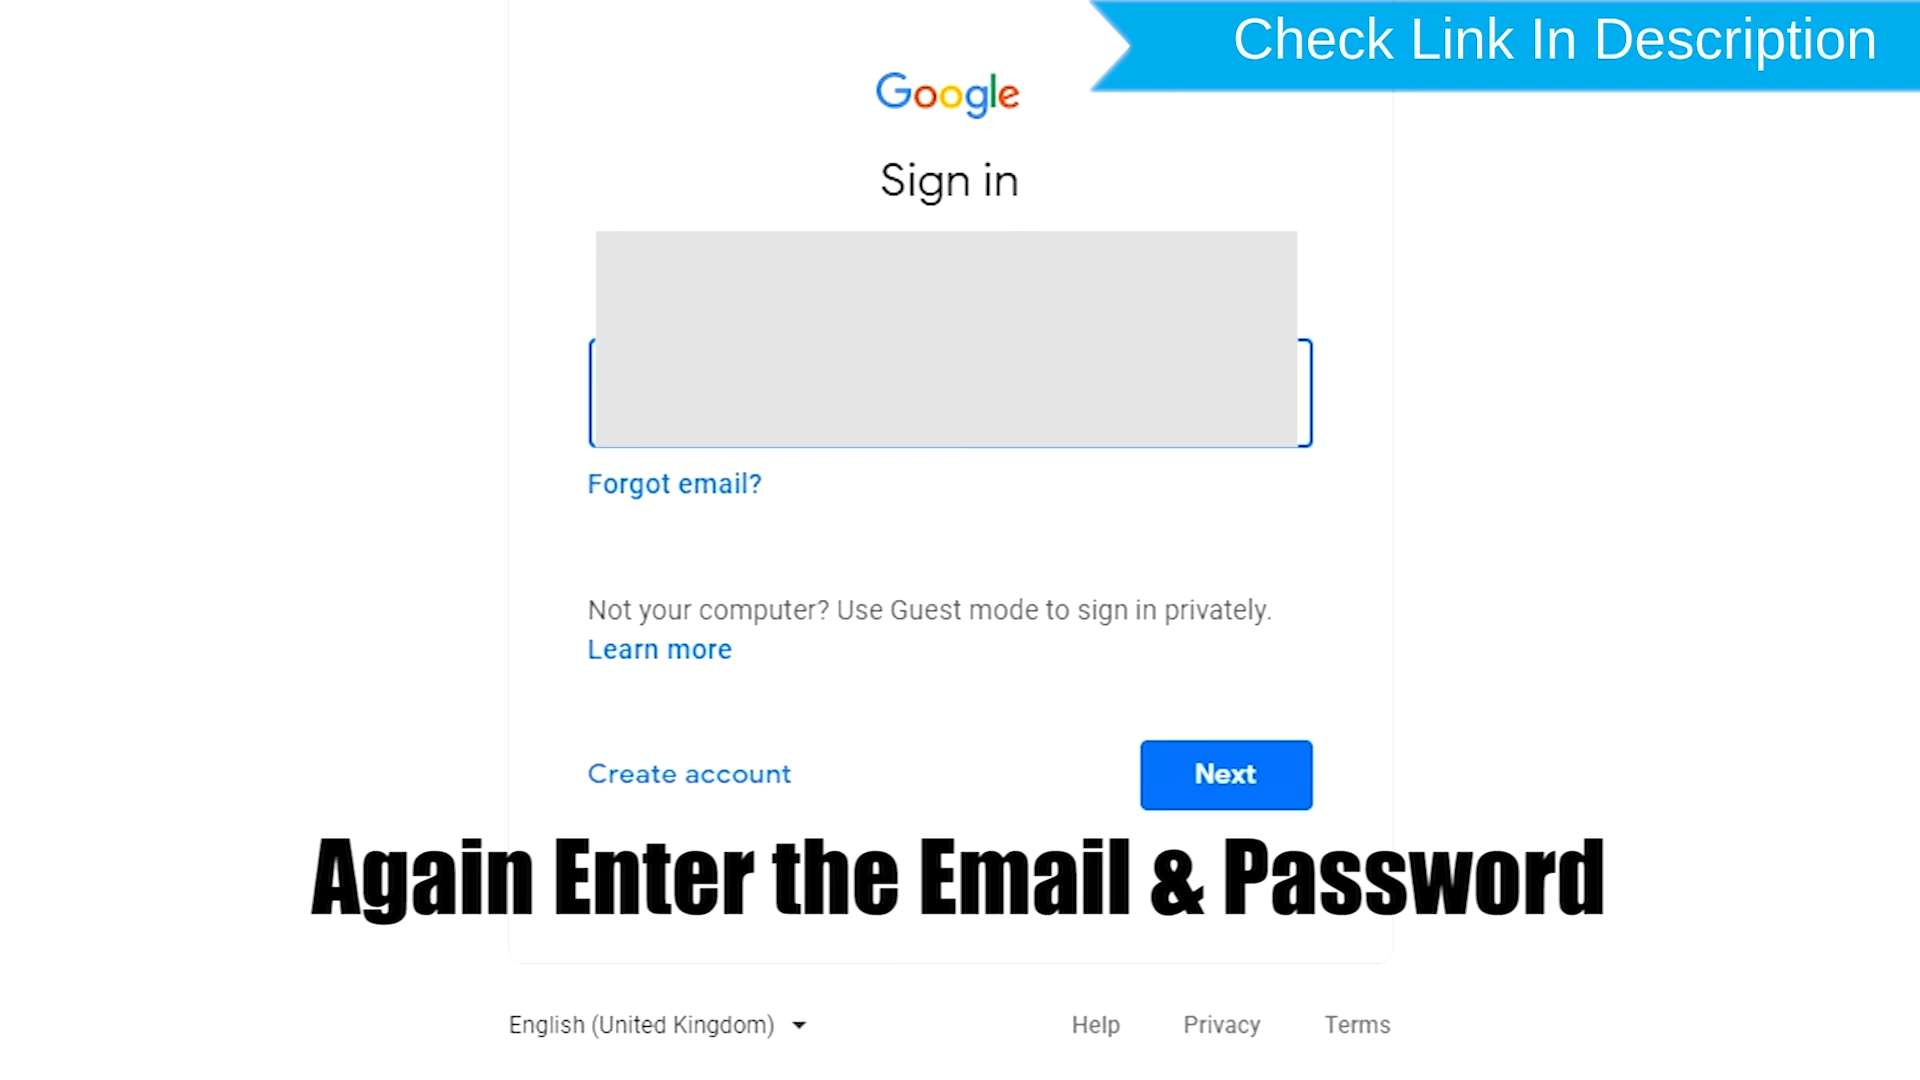 Check Link In Description
Google
Sign in
Forgot email?
Not your computer? Use Guest mode to sign in privately.
Learn more
Create account
Next
Again Enter the Email & Password
English (United Kingdom)
Help
Privacy
Terms